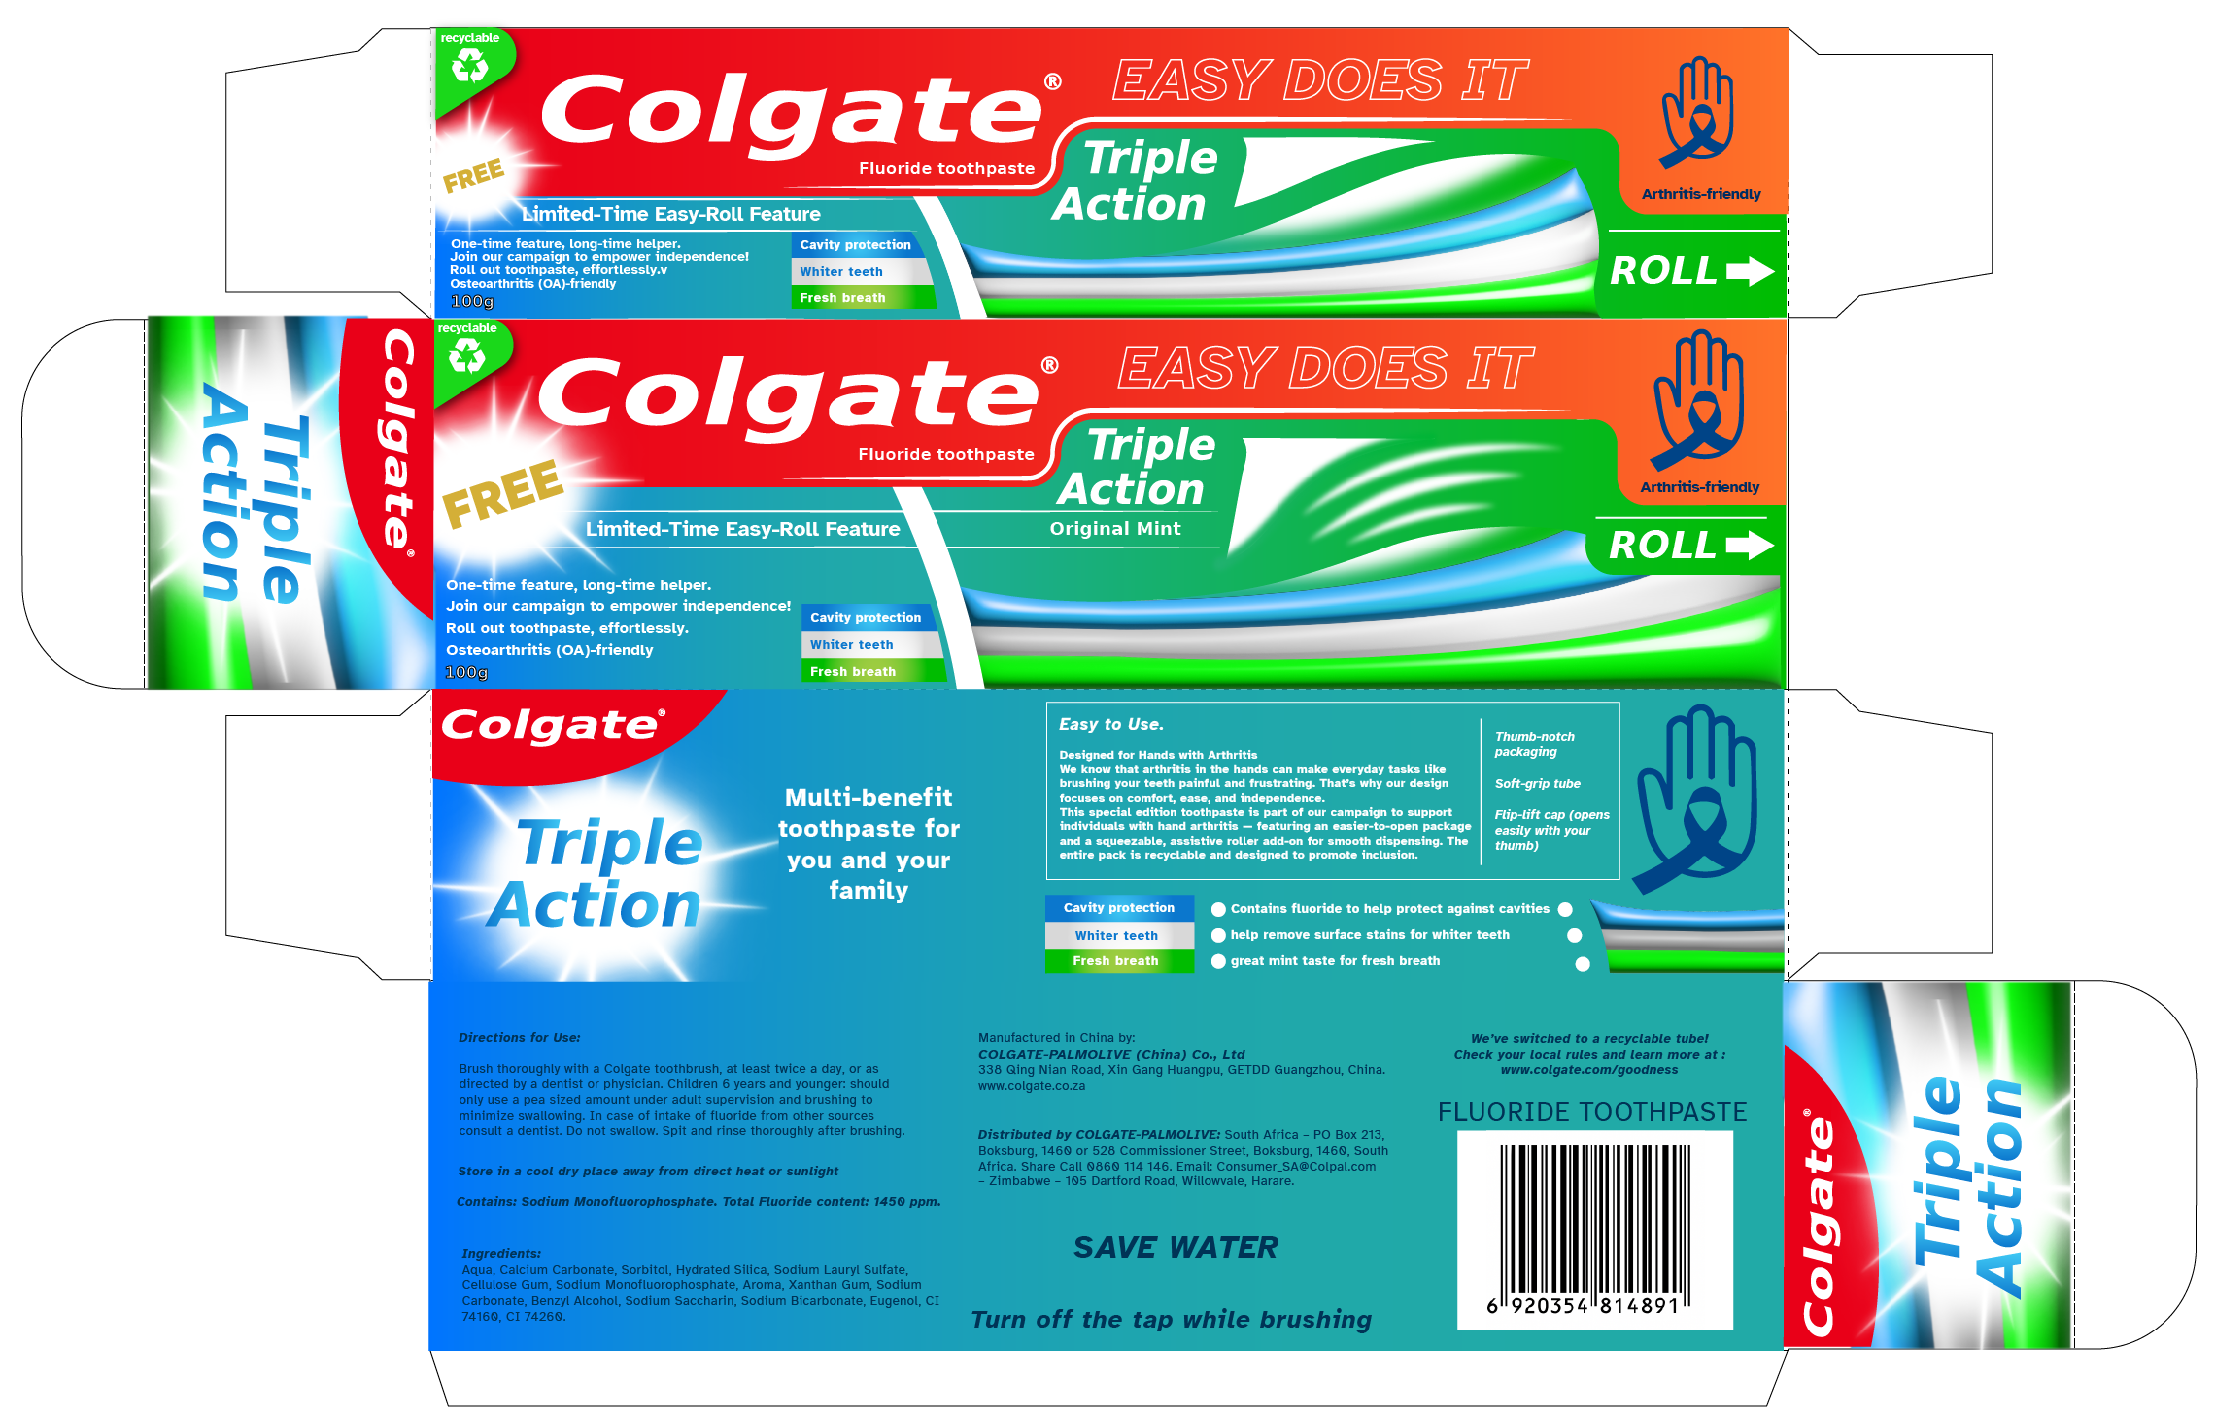 recyclable
Colgate®
EASY DOES IT
Fluoride toothpaste
Triple
Action
FREE
Arthritis-friendly
Limited-Time Easy-Roll Feature
One-time feature, long-time helper.
Join our campaign to empower independence!
Roll out toothpaste, effortlessly.v
Osteoarthritis (OA)-friendly
100g
Cavity protection
Whiter teeth
Fresh breath
ROLL
Colgate®
Triple
Action
recyclable
Colgate®
EASY DOES IT
Fluoride toothpaste
Triple
Action
Original Mint
FREE
Arthritis-friendly
Limited-Time Easy-Roll Feature
One-time feature, long-time helper.
Join our campaign to empower independence!
Roll out toothpaste, effortlessly.
Osteoarthritis (OA)-friendly
100g
Cavity protection
Whiter teeth
Fresh breath
ROLL
Colgate®
Triple
Action
Multi-benefit
toothpaste for
you and your
family
Easy to Use.
Designed for Hands with Arthritis
We know that arthritis in the hands can make everyday tasks like
brushing your teeth painful and frustrating. That's why our design
focuses on comfort, ease, and independence.
This special edition toothpaste is part of our campaign to support
individuals with hand arthritis — featuring an easier-to-open package
and a squeezable, assistive roller add-on for smooth dispensing. The
entire pack is recyclable and designed to promote inclusion.
Thumb-notch
packaging
Soft-grip tube
Flip-lift cap (opens
easily with your
thumb)
Cavity protection
Whiter teeth
Fresh breath
Contains fluoride to help protect against cavities
help remove surface stains for whiter teeth
great mint taste for fresh breath
Directions for Use:
Brush thoroughly with a Colgate toothbrush, at least twice a day, or as
directed by a dentist or physician. Children 6 years and younger: should
only use a pea sized amount under adult supervision and brushing to
minimize swallowing. In case of intake of fluoride from other sources
consult a dentist. Do not swallow. Spit and rinse thoroughly after brushing.
Store in a cool dry place away from direct heat or sunlight
Contains: Sodium Monofluorophosphate. Total Fluoride content: 1450 ppm.
Ingredients:
Aqua, Calcium Carbonate, Sorbitol, Hydrated Silica, Sodium Lauryl Sulfate,
Cellulose Gum, Sodium Monofluorophosphate, Aroma, Xanthan Gum, Sodium
Carbonate, Benzyl Alcohol, Sodium Saccharin, Sodium Bicarbonate, Eugenol, CI
74160, CI 74260.
Manufactured in China by:
COLGATE-PALMOLIVE (China) Co., Ltd
338 Qing Nian Road, Xin Gang Huangpu, GETDD Guangzhou, China.
www.colgate.co.za
Distributed by COLGATE-PALMOLIVE: South Africa – PO Box 213,
Boksburg, 1460 or 528 Commissioner Street, Boksburg, 1460, South
Africa. Share Call 0860 114 146. Email: Consumer_SA@Colpal.com
– Zimbabwe – 105 Dartford Road, Willowvale, Harare.
SAVE WATER
Turn off the tap while brushing
We've switched to a recyclable tube!
Check your local rules and learn more at :
www.colgate.com/goodness
FLUORIDE TOOTHPASTE
6 920354 814891
Colgate®
Triple
Action